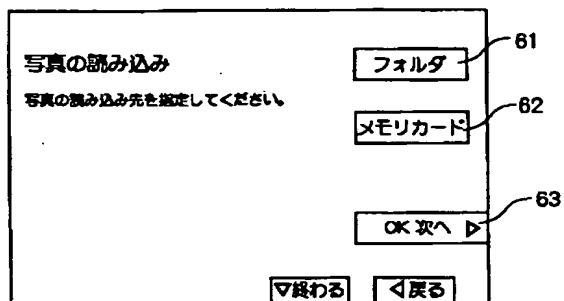 写真の読み込み
フォルダ
61
写真の読み込み先を指定してください。
メモリカード
62
OK 次へ ▷
63
▽終わる
◁戻る